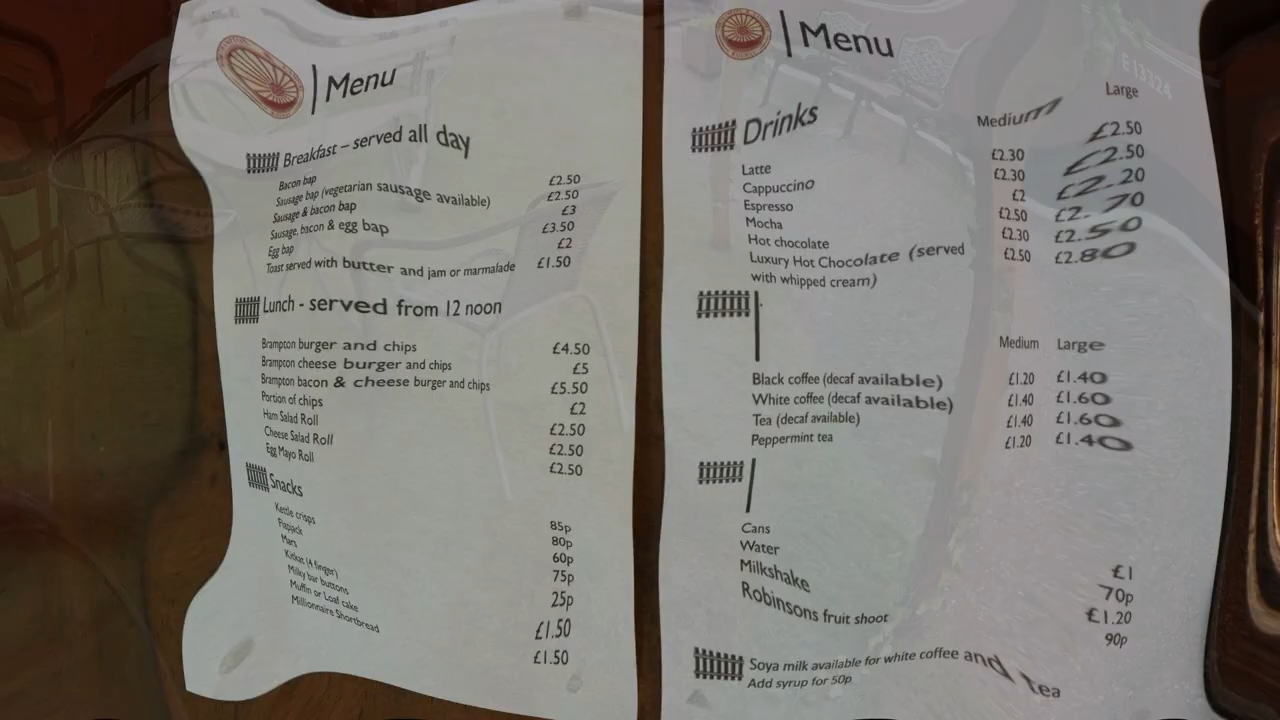 Menu
Breakfast – served all day
Bacon bap £2.50
Sausage bap (vegetarian sausage available) £2.50
Sausage & bacon bap £3
Sausage, bacon & egg bap £3.50
Egg bap £2
Toast served with butter and jam or marmalade £1.50
Lunch - served from 12 noon
Brampton burger and chips £4.50
Brampton cheese burger and chips £5
Brampton bacon & cheese burger and chips £5.50
Portion of chips £2
Ham Salad Roll £2.50
Cheese Salad Roll £2.50
Egg Mayo Roll £2.50
Snacks
Kettle crisps 85p
Flapjack 80p
Mars 60p
Kitkat (4 finger) 75p
Milky bar buttons 25p
Muffin or Loaf cake £1.50
Millionnaire Shortbread £1.50
Menu
Drinks Medium Large
Latte £2.30 £2.50
Cappuccino £2.30 £2.50
Espresso £2 £2.20
Mocha £2.50 £2.70
Hot chocolate £2.30 £2.50
Luxury Hot Chocolate (served £2.50 £2.80
with whipped cream)
Medium Large
Black coffee (decaf available) £1.20 £1.40
White coffee (decaf available) £1.40 £1.60
Tea (decaf available) £1.40 £1.60
Peppermint tea £1.20 £1.40
Cans £1
Water 70p
Milkshake £1.20
Robinsons fruit shoot 90p
Soya milk available for white coffee and tea
Add syrup for 50p
E13324